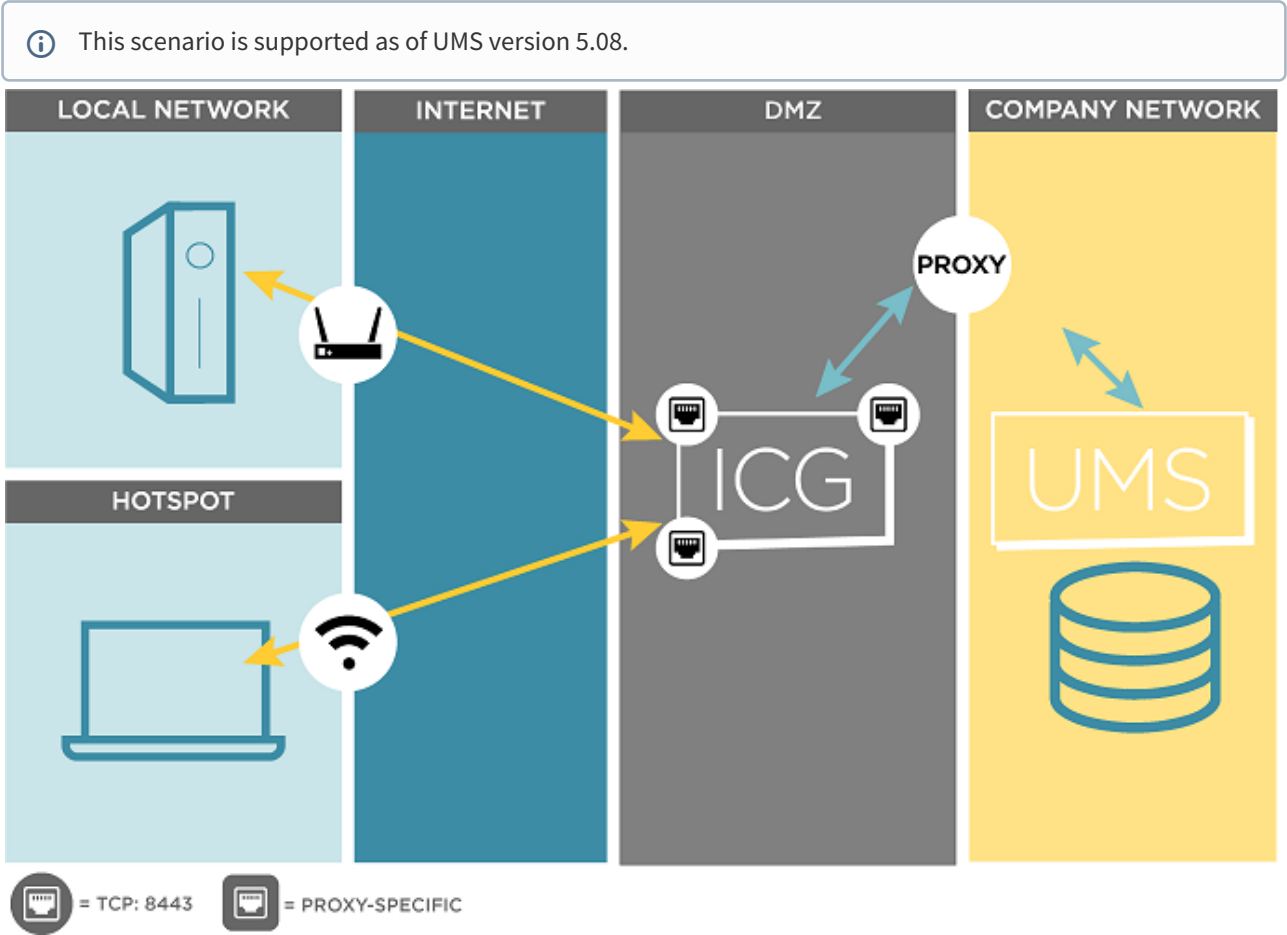 This scenario is supported as of UMS version 5.08.
LOCAL NETWORK
INTERNET
DMZ
COMPANY NETWORK
PROXY
ICG
UMS
HOTSPOT
= TCP: 8443
= PROXY-SPECIFIC